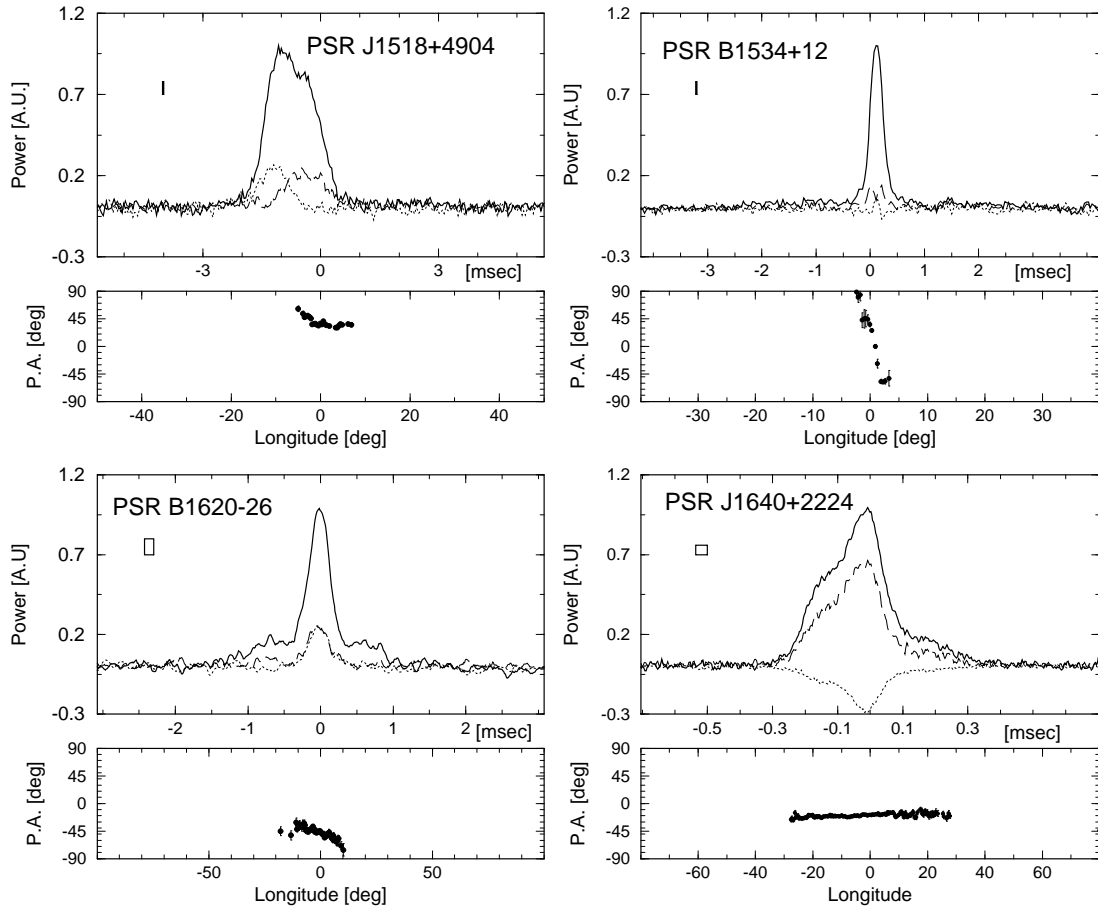 1.2
0.7
0.2
-0.3
Power [A.U.]
PSR J1518+4904
-3 0 3 [msec]
90
45
0
-45
-90
P.A. [deg]
-40 -20 0 20 40
Longitude [deg]
1.2
0.7
0.2
-0.3
Power [A.U]
PSR B1534+12
-3 -2 -1 0 1 2 [msec]
90
45
0
-45
-90
P.A. [deg]
-30 -20 -10 0 10 20 30
Longitude [deg]
1.2
0.7
0.2
-0.3
Power [A.U]
PSR B1620-26
-2 -1 0 1 2 [msec]
90
45
0
-45
-90
P.A. [deg]
-50 0 50
Longitude [deg]
1.2
0.7
0.2
-0.3
Power [A.U]
PSR J1640+2224
-0.5 -0.3 -0.1 0.1 0.3 [msec]
90
45
0
-45
-90
P.A. [deg]
-60 -40 -20 0 20 40 60
Longitude